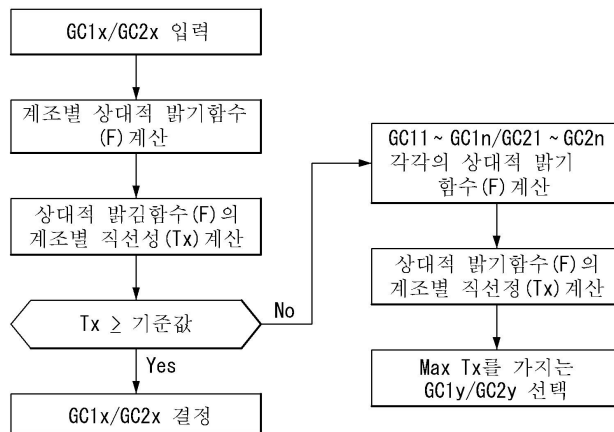 GC1x/GC2x 입력
계조별 상대적 밝기함수
(F)계산
상대적 밝김함수(F)의
계조별 직선성(Tx)계산
Tx ≥ 기준값
No
Yes
GC1x/GC2x 결정
GC11~GC1n/GC21~GC2n
각각의 상대적 밝기
함수(F)계산
상대적 밝기함수(F)의
계조별 직선정(Tx)계산
Max Tx를 가지는
GC1y/GC2y 선택